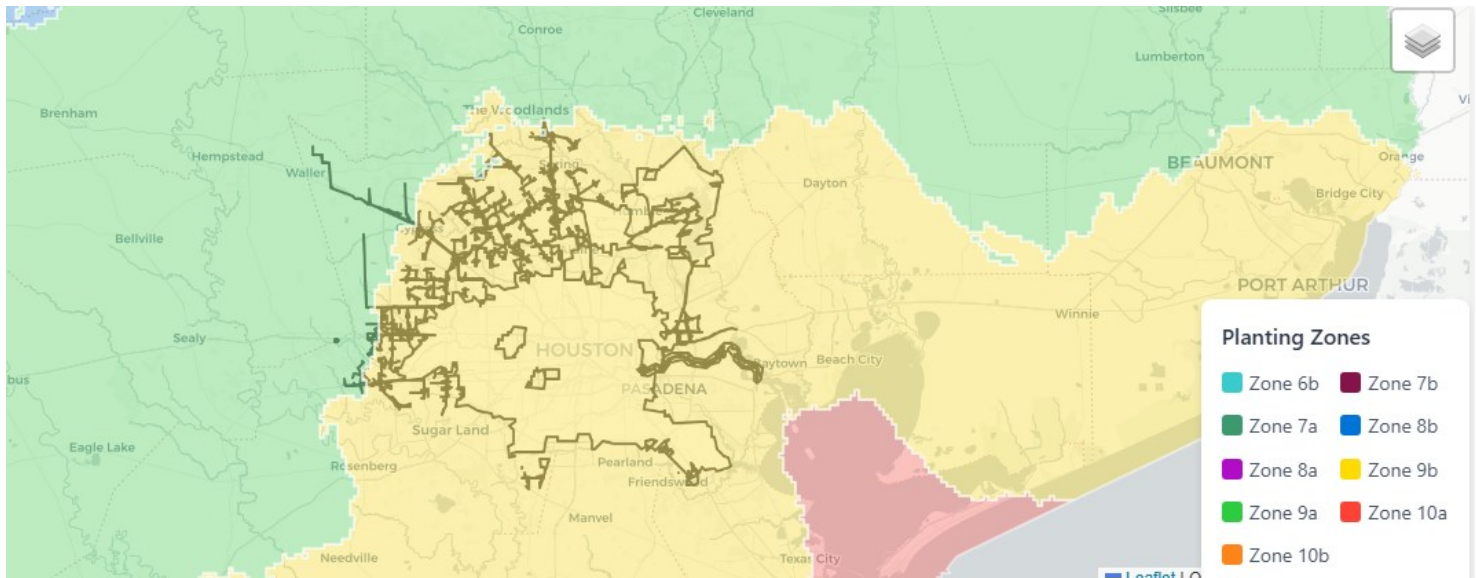 Cleveland
Silsbee
Conroe
Lumberton
Brenham
The Woodlands
Hempstead
Waller
Spring
BEAUMONT
Orange
Dayton
Bridge City
Humble
Cypress
Bellville
PORT ARTHUR
Winnie
Sealy
HOUSTON
Baytown
Beach City
PASADENA
Sugar Land
Eagle Lake
Rosenberg
Pearland
Friendswood
Manvel
Needville
Texas City
Planting Zones
Zone 6b
Zone 7b
Zone 7a
Zone 8b
Zone 8a
Zone 9b
Zone 9a
Zone 10a
Zone 10b
Leaflet